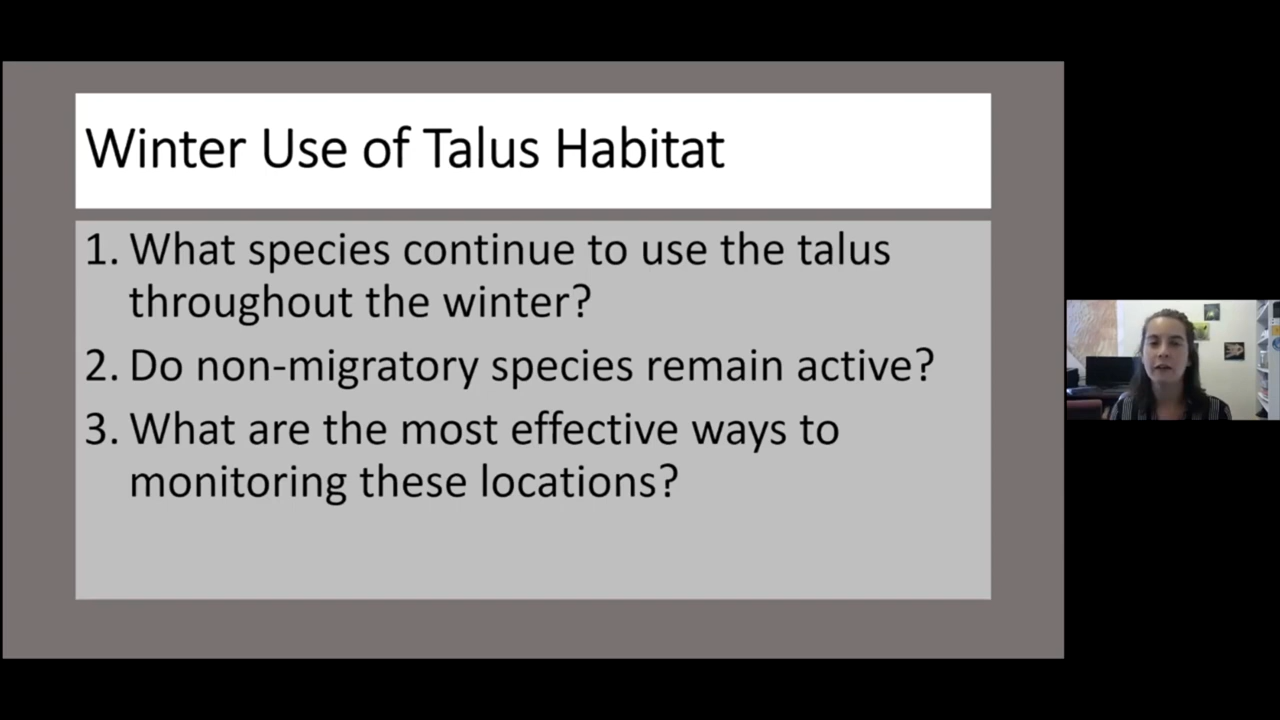 Winter Use of Talus Habitat
1. What species continue to use the talus
throughout the winter?
2. Do non-migratory species remain active?
3. What are the most effective ways to
monitoring these locations?